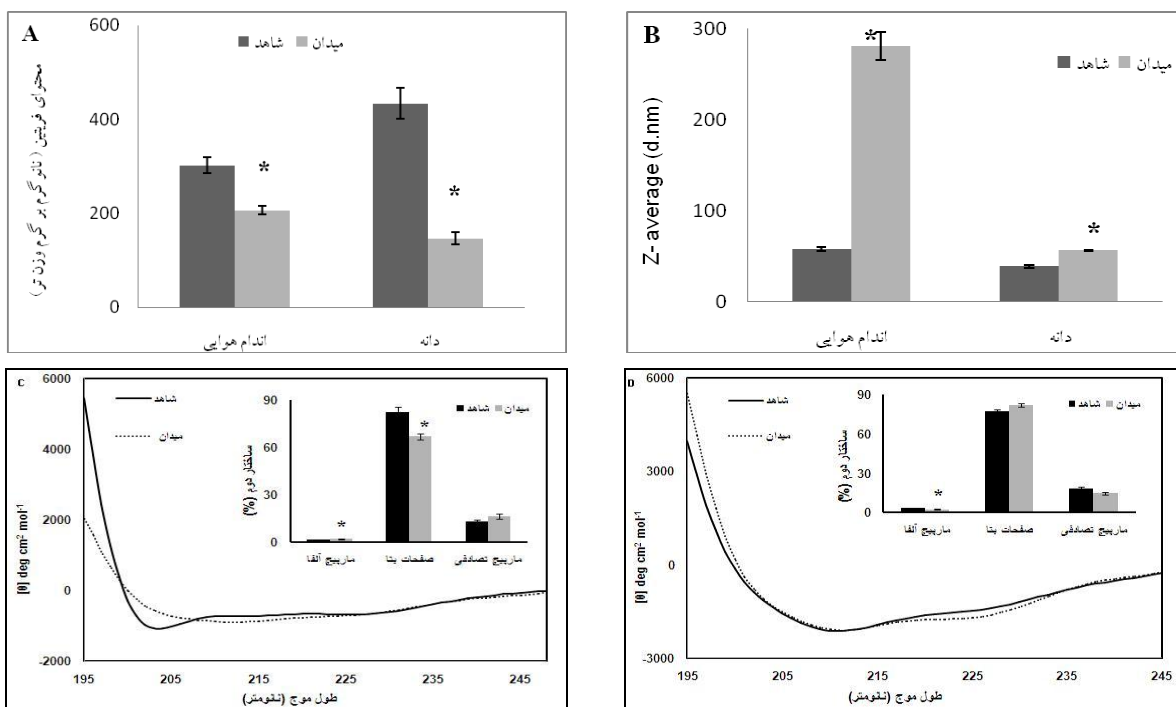 A
شاهد میدان
محتوای فریتین (نانو گرم بر گرم وزن تر)
600
400
200
0
اندام هوایی
دانه
*
*
B
شاهد میدان
Z- average (d.nm)
300
200
100
0
اندام هوایی
دانه
*
*
C
شاهد
میدان
[θ] deg cm² mol⁻¹
6000
4000
2000
0
-2000
195 205 215 225 235 245
طول موج (نانومتر)
شاهد میدان
ساختار دوم (%)
90
60
30
0
مارپیچ آلفا
صفحات بتا
مارپیچ تصادفی
*
*
D
شاهد
میدان
[θ] deg cm² mol⁻¹
6000
3000
0
-3000
195 205 215 225 235 245
طول موج (نانومتر)
شاهد میدان
ساختار دوم (%)
90
60
30
0
مارپیچ آلفا
صفحات بتا
مارپیچ تصادفی
*